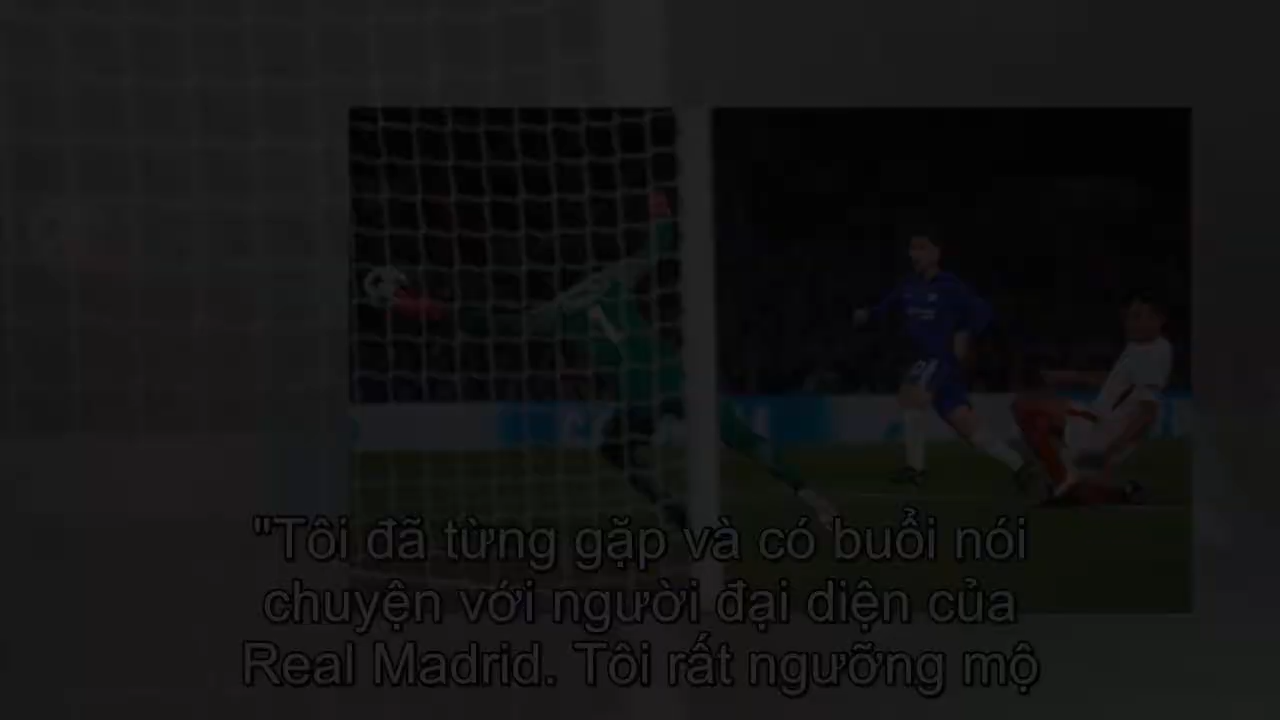 "Tôi đã từng gặp và có buổi nói
chuyện với người đại diện của
Real Madrid. Tôi rất ngưỡng mộ